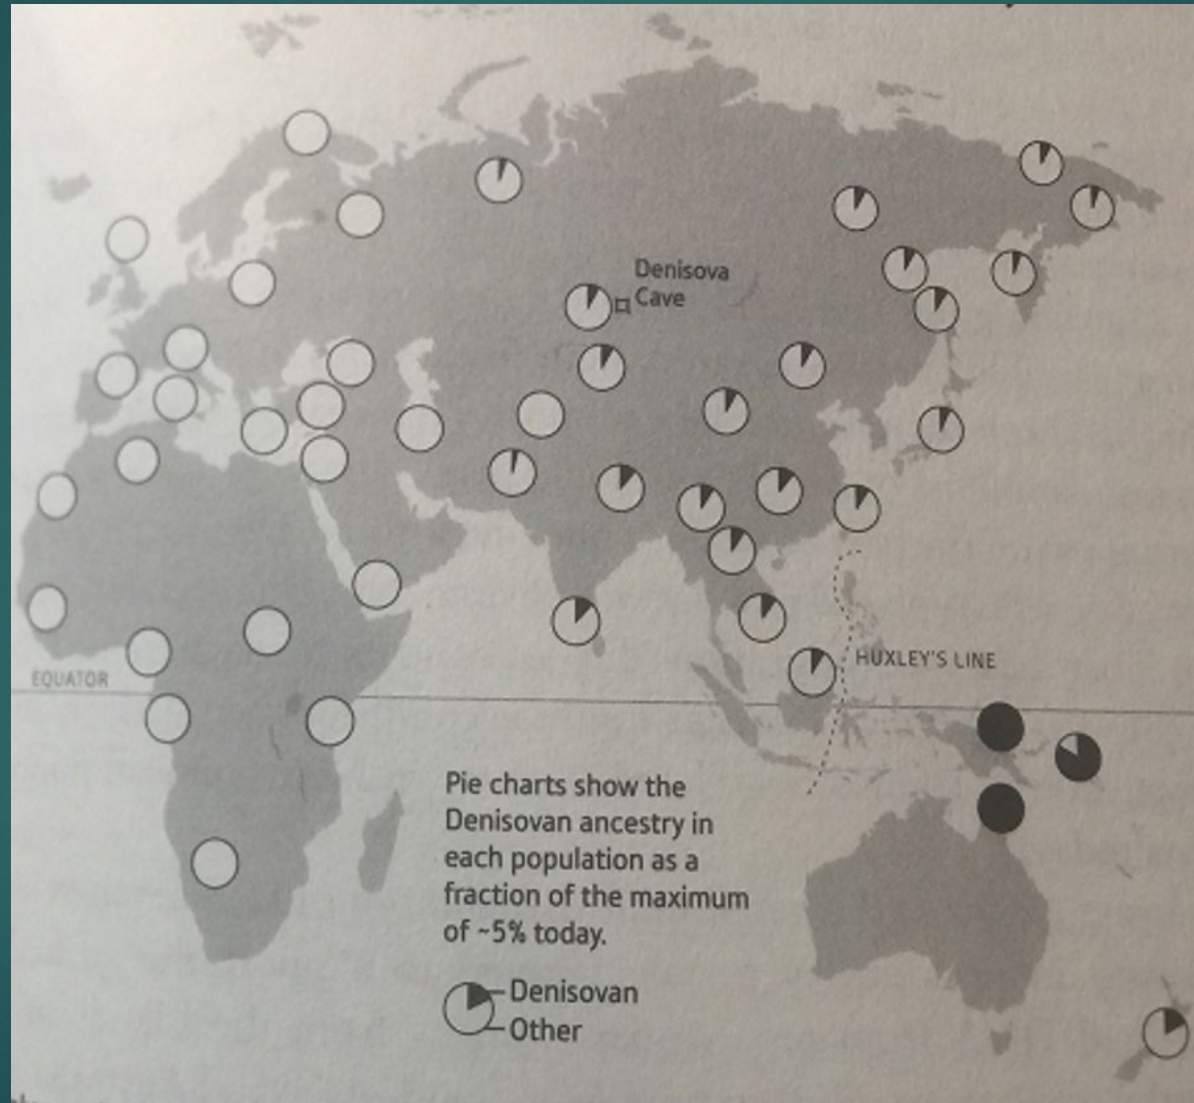 Denisova
Cave
HUXLEY'S LINE
EQUATOR
Pie charts show the
Denisovan ancestry in
each population as a
fraction of the maximum
of ~5% today.
Denisovan
Other